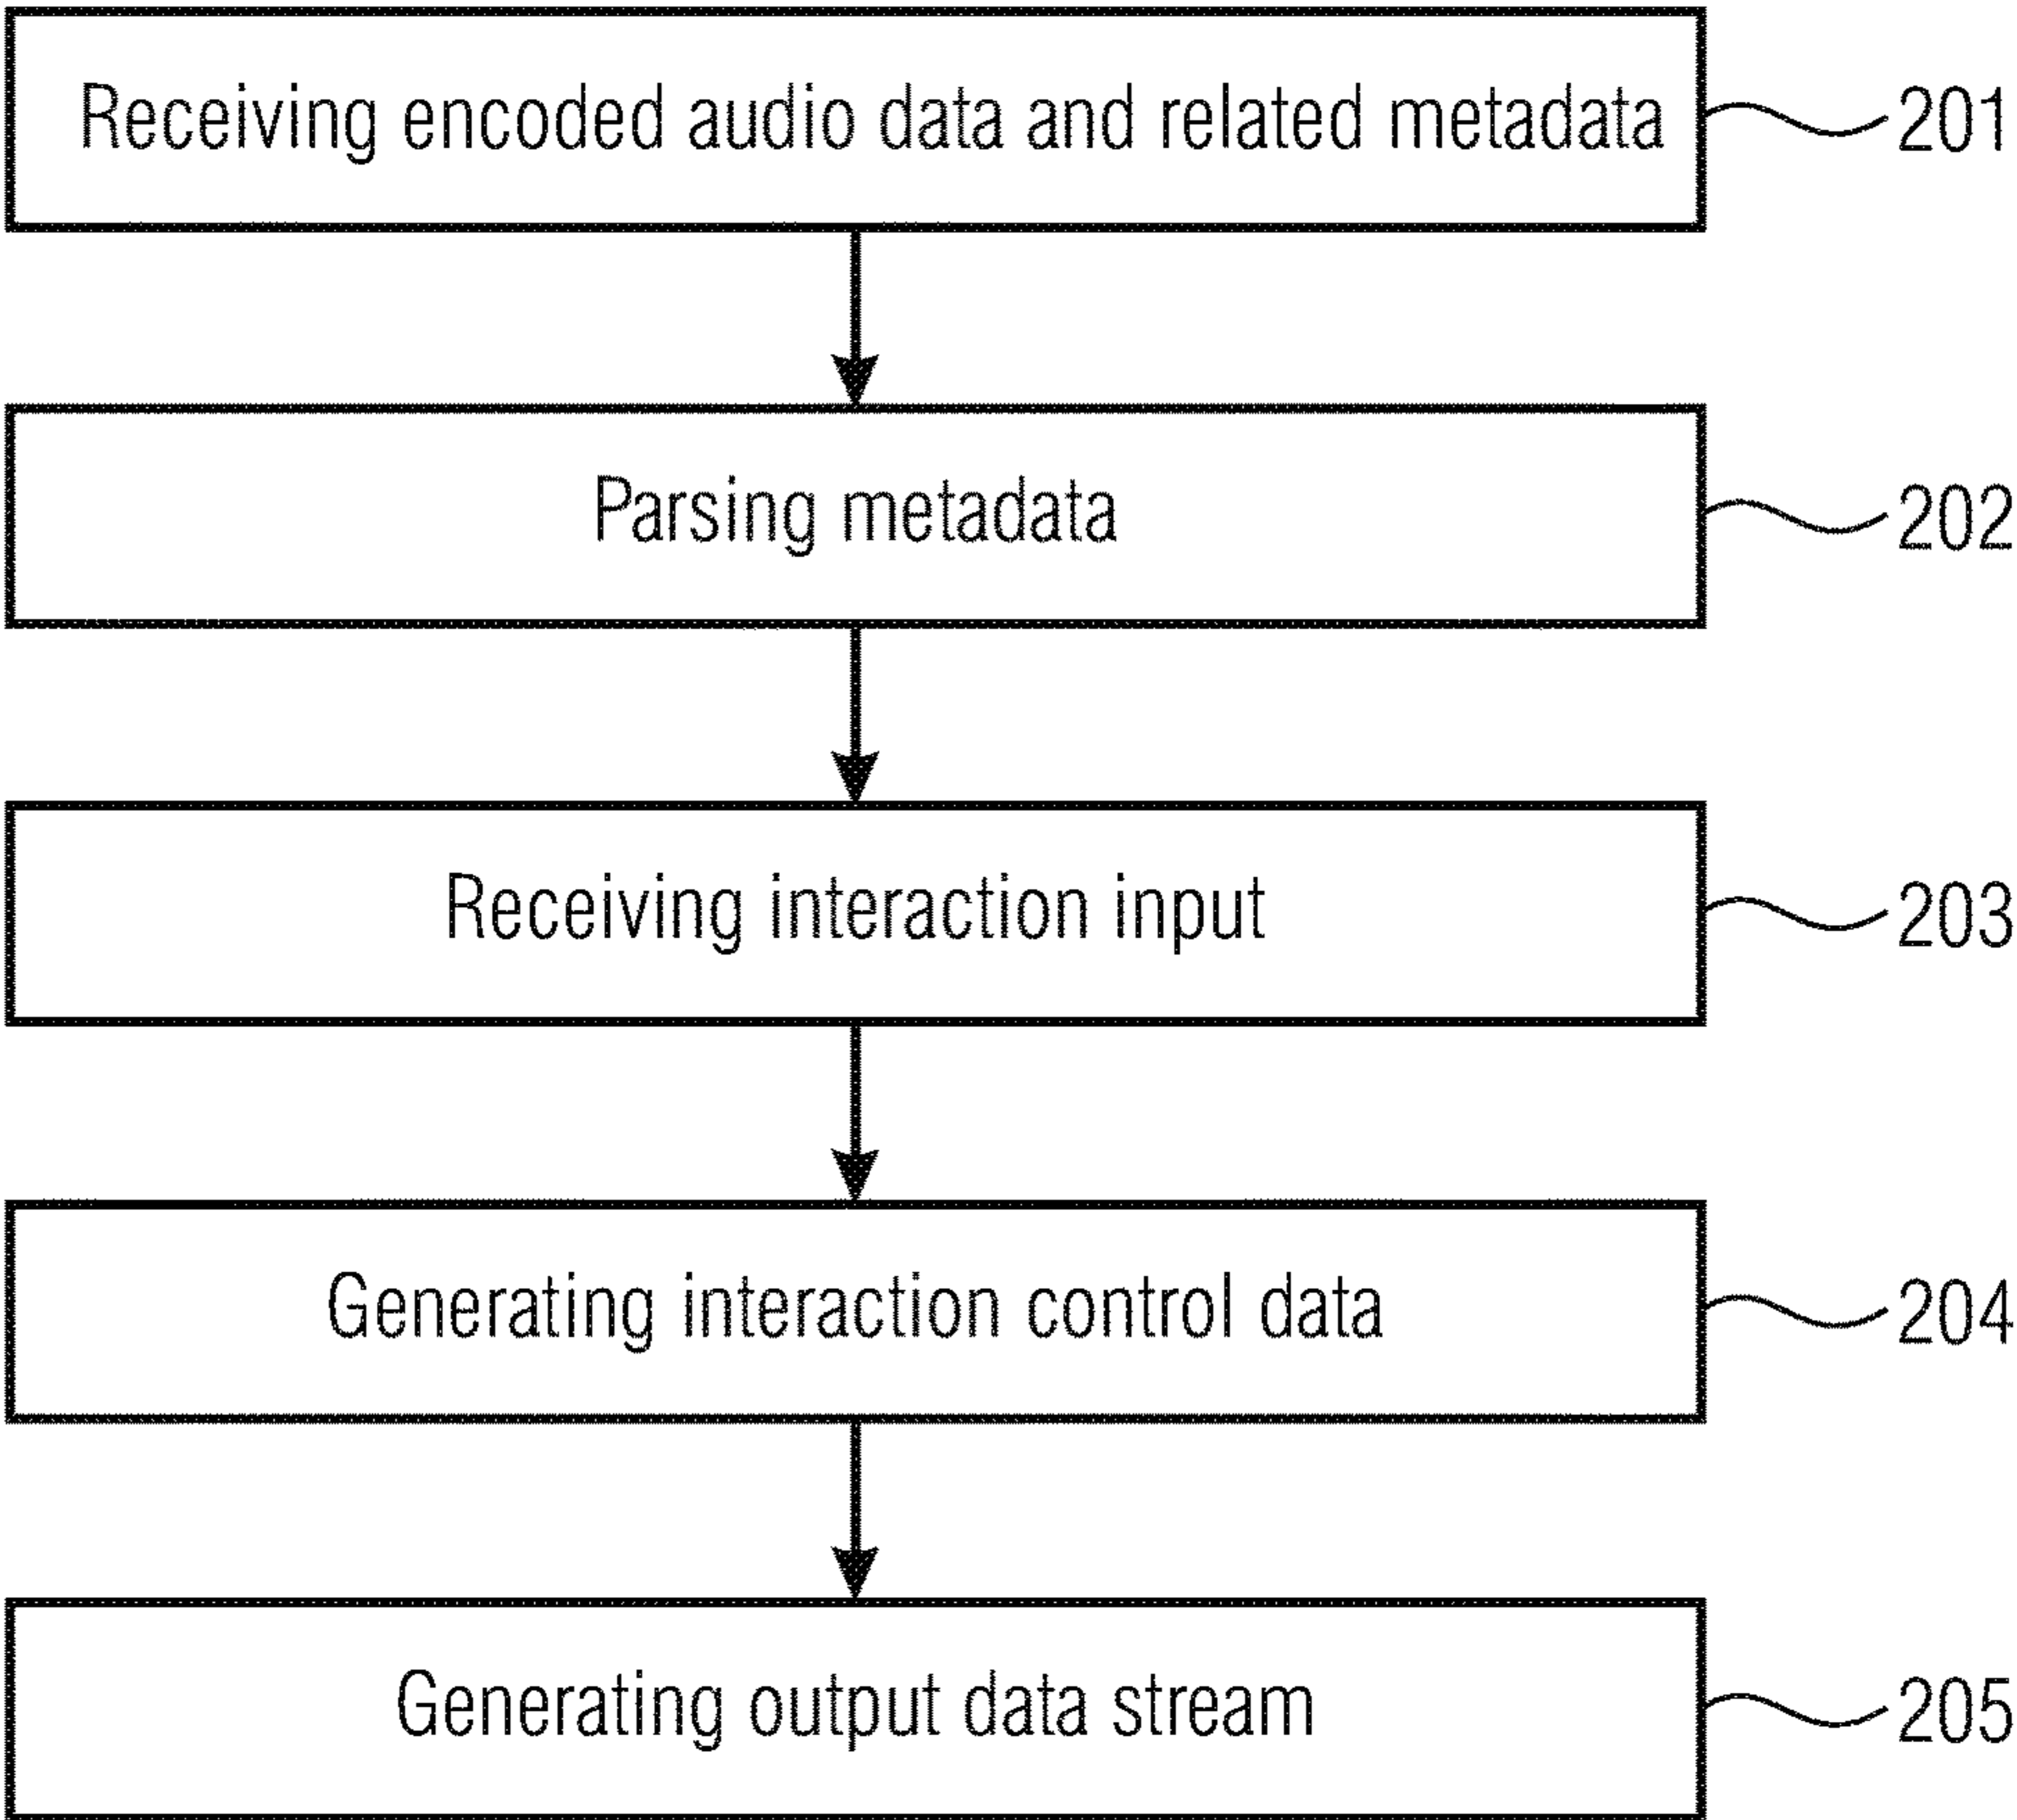 Receiving encoded audio data and related metadata 201
Parsing metadata 202
Receiving interaction input 203
Generating interaction control data 204
Generating output data stream 205